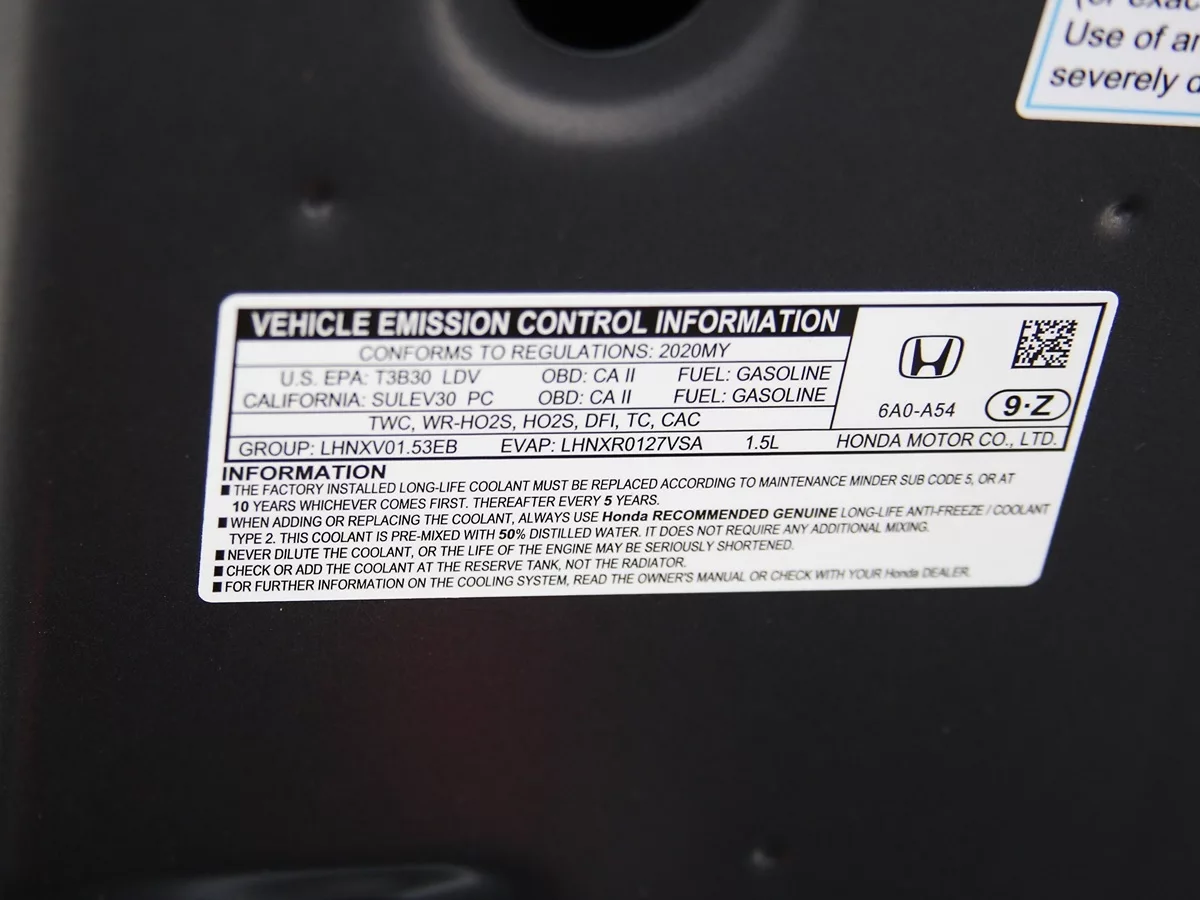 (or exac
Use of an
severely d
VEHICLE EMISSION CONTROL INFORMATION
CONFORMS TO REGULATIONS: 2020MY
U.S. EPA: T3B30 LDV OBD: CA II FUEL: GASOLINE
CALIFORNIA: SULEV30 PC OBD: CA II FUEL: GASOLINE
6A0-A54 9·Z
TWC, WR-HO2S, HO2S, DFI, TC, CAC
GROUP: LHNXV01.53EB EVAP: LHNXR0127VSA 1.5L HONDA MOTOR CO., LTD.
INFORMATION
■ THE FACTORY INSTALLED LONG-LIFE COOLANT MUST BE REPLACED ACCORDING TO MAINTENANCE MINDER SUB CODE 5, OR AT
10 YEARS WHICHEVER COMES FIRST. THEREAFTER EVERY 5 YEARS.
■ WHEN ADDING OR REPLACING THE COOLANT, ALWAYS USE Honda RECOMMENDED GENUINE LONG-LIFE ANTI-FREEZE / COOLANT
TYPE 2. THIS COOLANT IS PRE-MIXED WITH 50% DISTILLED WATER. IT DOES NOT REQUIRE ANY ADDITIONAL MIXING.
■ NEVER DILUTE THE COOLANT, OR THE LIFE OF THE ENGINE MAY BE SERIOUSLY SHORTENED.
■ CHECK OR ADD THE COOLANT AT THE RESERVE TANK, NOT THE RADIATOR.
■ FOR FURTHER INFORMATION ON THE COOLING SYSTEM, READ THE OWNER'S MANUAL OR CHECK WITH YOUR Honda DEALER.